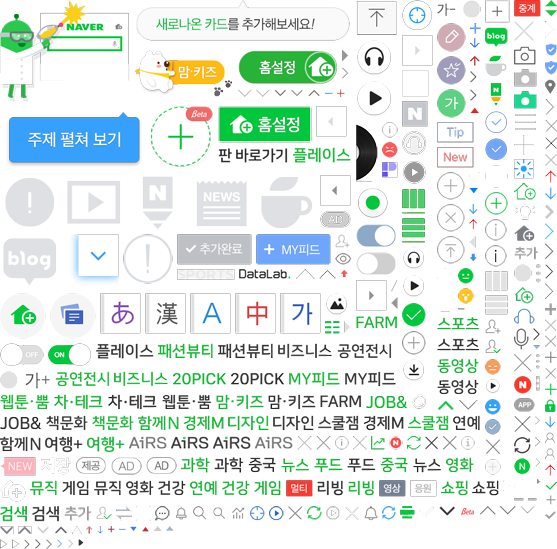 NAVER
새로나온 카드를 추가해보세요!
가-
중계
blog
맘·키즈
홈설정
가
Beta
주제 펼쳐 보기
홈설정
Tip
판 바로가기 플레이스
New
NEWS
AD
blog
추가완료
MY피드
SPORTS DataLab.
추가
あ 漢 A 中 가
FARM
스포츠
스포츠
OFF ON 플레이스 패션뷰티 패션뷰티 비즈니스 공연전시
동영상
가+ 공연전시 비즈니스 20PICK 20PICK MY피드 MY피드
동영상
N
웹툰·뿜 차·테크 차·테크 웹툰·뿜 맘·키즈 맘·키즈 FARM JOB&
APP
JOB& 책문화 책문화 함께N 경제M 디자인 디자인 스쿨잼 경제M 스쿨잼 연예
함께N 여행+ 여행+ AiRS AiRS AiRS AiRS
N
NEW 제공 AD AD 과학 과학 중국 뉴스 푸드 푸드 중국 뉴스 영화
N
뮤직 게임 뮤직 영화 건강 연예 건강 게임 멀티 리빙 리빙 영상 응원 쇼핑 쇼핑
검색 검색 추가
Beta